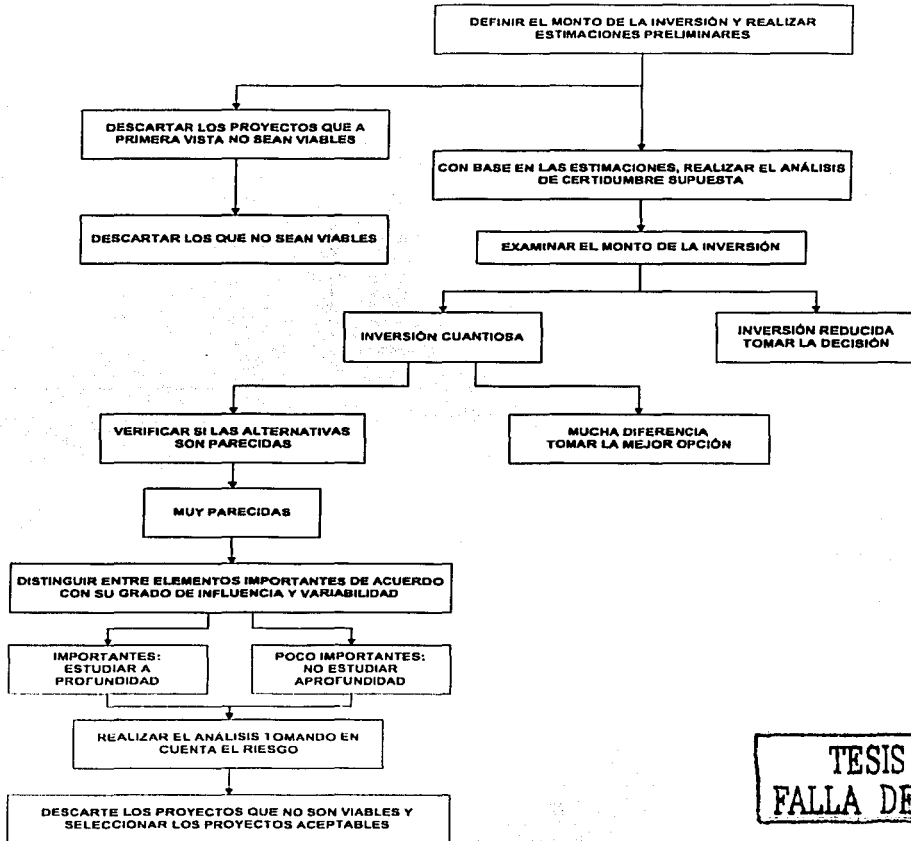 DEFINIR EL MONTO DE LA INVERSIÓN Y REALIZAR
ESTIMACIONES PRELIMINARES
DESCARTAR LOS PROYECTOS QUE A
PRIMERA VISTA NO SEAN VIABLES
CON BASE EN LAS ESTIMACIONES, REALIZAR EL ANÁLISIS
DE CERTIDUMBRE SUPUESTA
DESCARTAR LOS QUE NO SEAN VIABLES
EXAMINAR EL MONTO DE LA INVERSIÓN
INVERSIÓN CUANTIOSA
INVERSIÓN REDUCIDA
TOMAR LA DECISIÓN
VERIFICAR SI LAS ALTERNATIVAS
SON PARECIDAS
MUCHA DIFERENCIA
TOMAR LA MEJOR OPCIÓN
MUY PARECIDAS
DISTINGUIR ENTRE ELEMENTOS IMPORTANTES DE ACUERDO
CON SU GRADO DE INFLUENCIA Y VARIABILIDAD
IMPORTANTES:
ESTUDIAR A
PROFUNDIDAD
POCO IMPORTANTES:
NO ESTUDIAR
APROFUNDIDAD
REALIZAR EL ANÁLISIS TOMANDO EN
CUENTA EL RIESGO
DESCARTE LOS PROYECTOS QUE NO SON VIABLES Y
SELECCIONAR LOS PROYECTOS ACEPTABLES
TESIS
FALLA DE